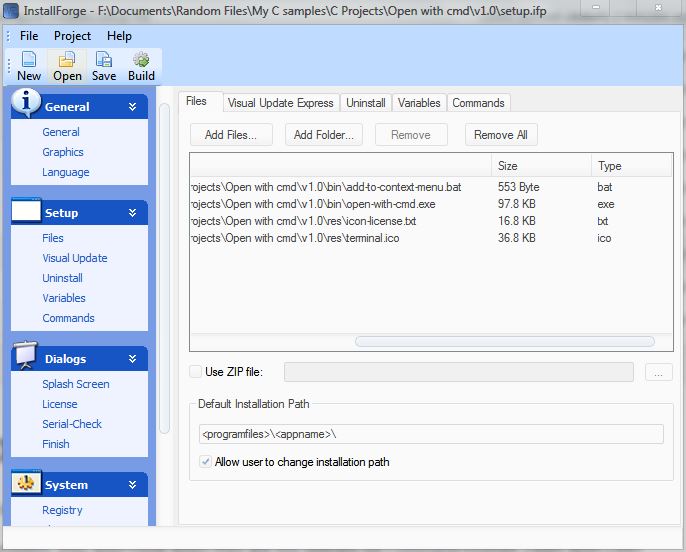 InstallForge - F:\Documents\Random Files\My C samples\C Projects\Open with cmd\v1.0\setup.ifp
File Project Help
New Open Save Build
General
General
Graphics
Language
Setup
Files
Visual Update
Uninstall
Variables
Commands
Dialogs
Splash Screen
License
Serial-Check
Finish
System
Registry
Files Visual Update Express Uninstall Variables Commands
Add Files... Add Folder... Remove Remove All
Size Type
rojects\Open with cmd\v1.0\bin\add-to-context-menu.bat 553 Byte bat
rojects\Open with cmd\v1.0\bin\open-with-cmd.exe 97.8 KB exe
rojects\Open with cmd\v1.0\res\icon-license.txt 16.8 KB txt
rojects\Open with cmd\v1.0\res\terminal.ico 36.8 KB ico
Use ZIP file: ...
Default Installation Path
<programfiles>\<appname>\
Allow user to change installation path